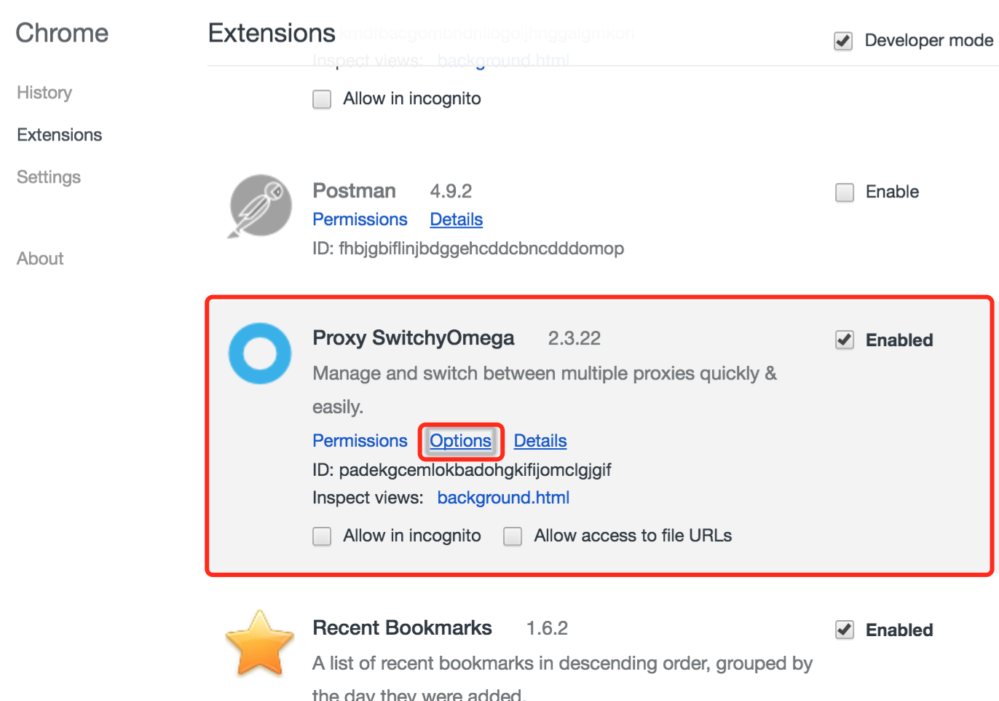 Chrome
Extensions
Developer mode
Inspect views: background.html
History
Allow in incognito
Extensions
Settings
About
Postman 4.9.2
Enable
Permissions Details
ID: fhbjgbiflinjbdggehcddcbncdddomop
Proxy SwitchyOmega 2.3.22
Enabled
Manage and switch between multiple proxies quickly &
easily.
Permissions Options Details
ID: padekgcemlokbadohgkifijomclgjgif
Inspect views: background.html
Allow in incognito Allow access to file URLs
Recent Bookmarks 1.6.2
Enabled
A list of recent bookmarks in descending order, grouped by
the day they were added.